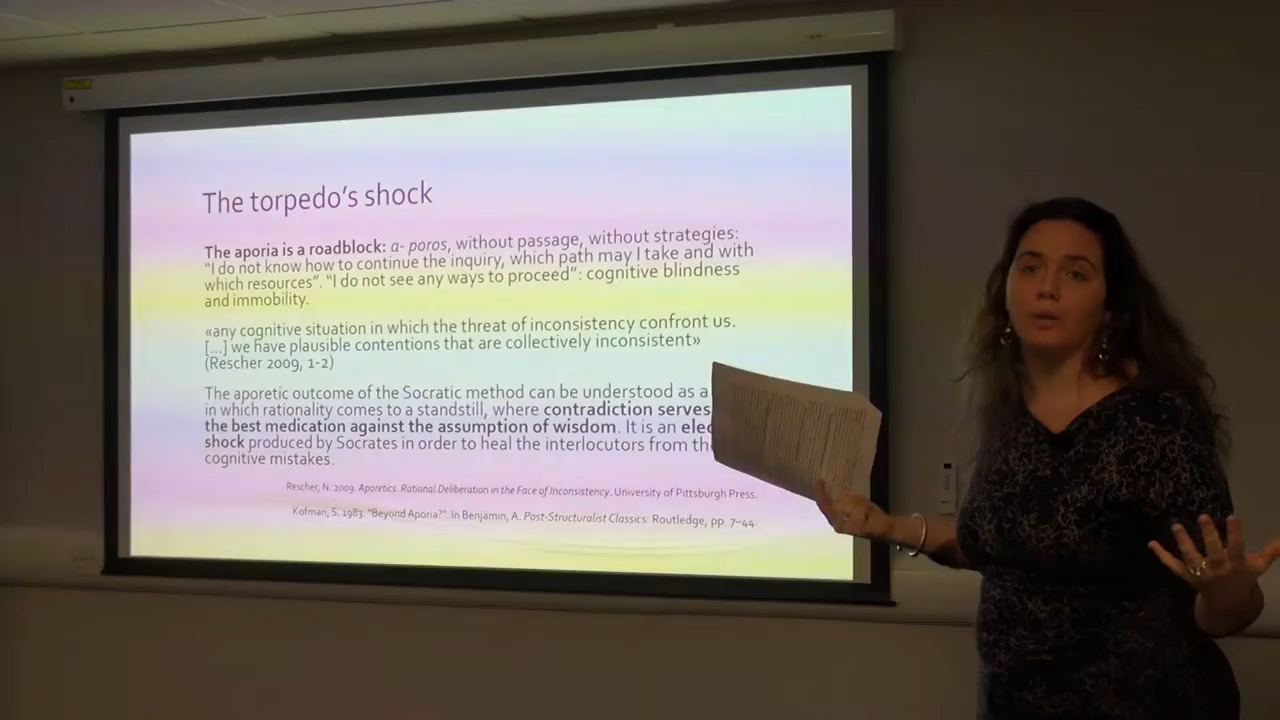 The torpedo's shock
The aporia is a roadblock: a- poros, without passage, without strategies:
"I do not know how to continue the inquiry, which path may I take and with
which resources". "I do not see any ways to proceed": cognitive blindness
and immobility.
«any cognitive situation in which the threat of inconsistency confront us.
[...] we have plausible contentions that are collectively inconsistent»
(Rescher 2009, 1-2)
The aporetic outcome of the Socratic method can be understood as a
in which rationality comes to a standstill, where contradiction serves
the best medication against the assumption of wisdom. It is an
shock produced by Socrates in order to heal the interlocutors from
cognitive mistakes.
Rescher, N. 2009. Aporetics. Rational Deliberation in the Face of Inconsistency. University of Pittsburgh Press.
Kofman, S. 1983. "Beyond Aporia?". In Benjamin, A. Post-Structuralist Classics. Routledge, pp. 7–44.